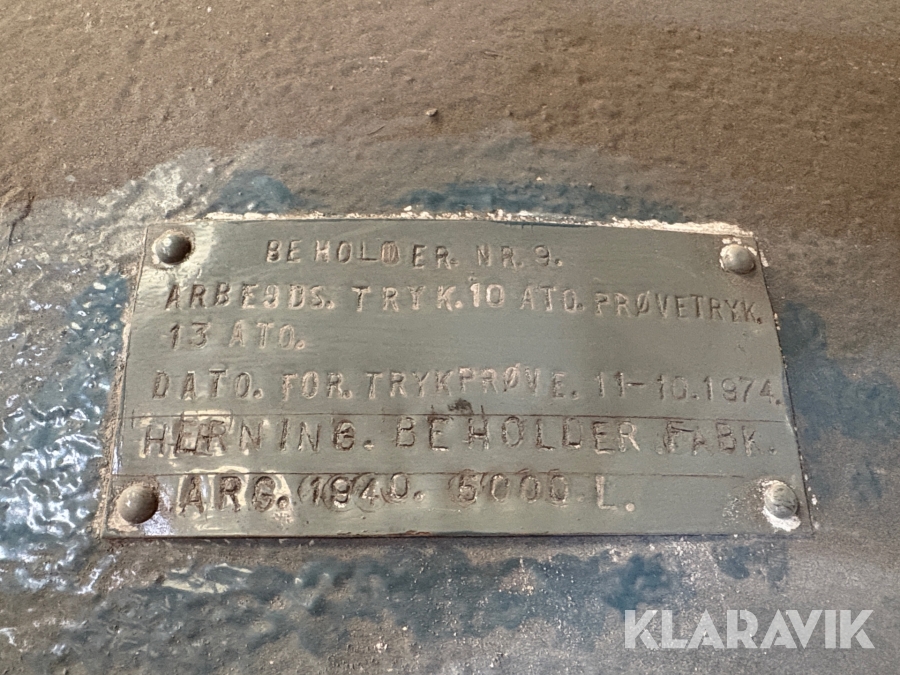 BEHOLDER. NR. 9.
ARBEJDS. TRYK. 10 ATO. PRØVETRYK.
13 ATO.
DATO. FOR. TRYKPRØVE. 11-10.1974.
HERNING. BEHOLDER FABK.
ARG. 1940. 5000 L.
KLARAVIK